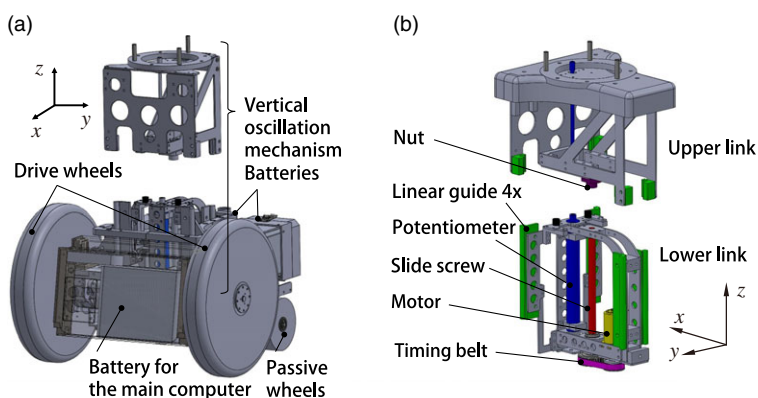 (a)
z
x
y
Vertical
oscillation
mechanism
Batteries
Drive wheels
Battery for
the main computer
Passive
wheels
(b)
Nut
Upper link
Linear guide 4x
Potentiometer
Lower link
Slide screw
Motor
Timing belt
z
x
y